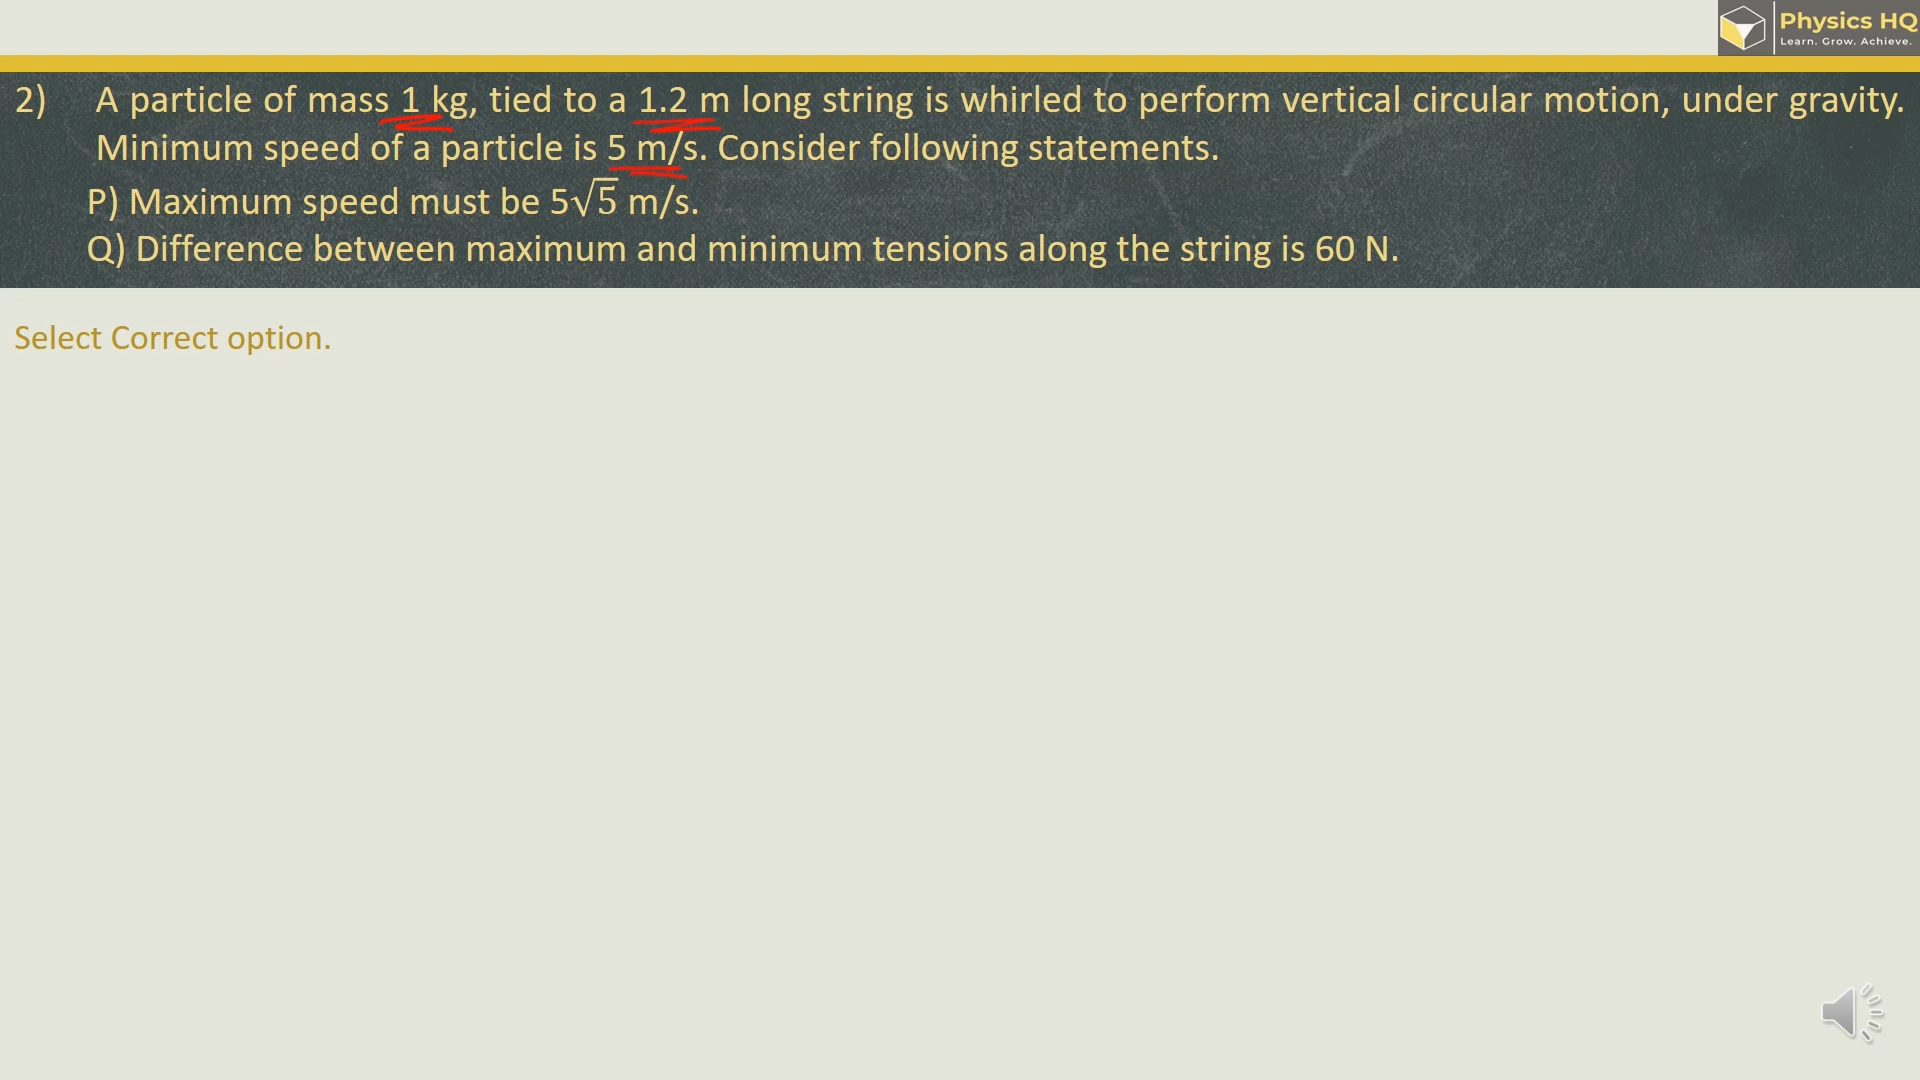 Physics HQ
Learn. Grow. Achieve.
2) A particle of mass 1 kg, tied to a 1.2 m long string is whirled to perform vertical circular motion, under gravity.
Minimum speed of a particle is 5 m/s. Consider following statements.
P) Maximum speed must be 5√5 m/s.
Q) Difference between maximum and minimum tensions along the string is 60 N.
Select Correct option.